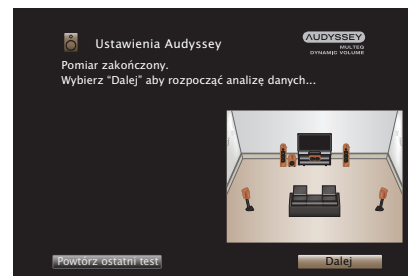 Ustawienia Audyssey
AUDYSSEY
MULTEQ
DYNAMIC VOLUME
Pomiar zakończony.
Wybierz “Dalej” aby rozpocząć analizę danych...
Powtórz ostatni test
Dalej